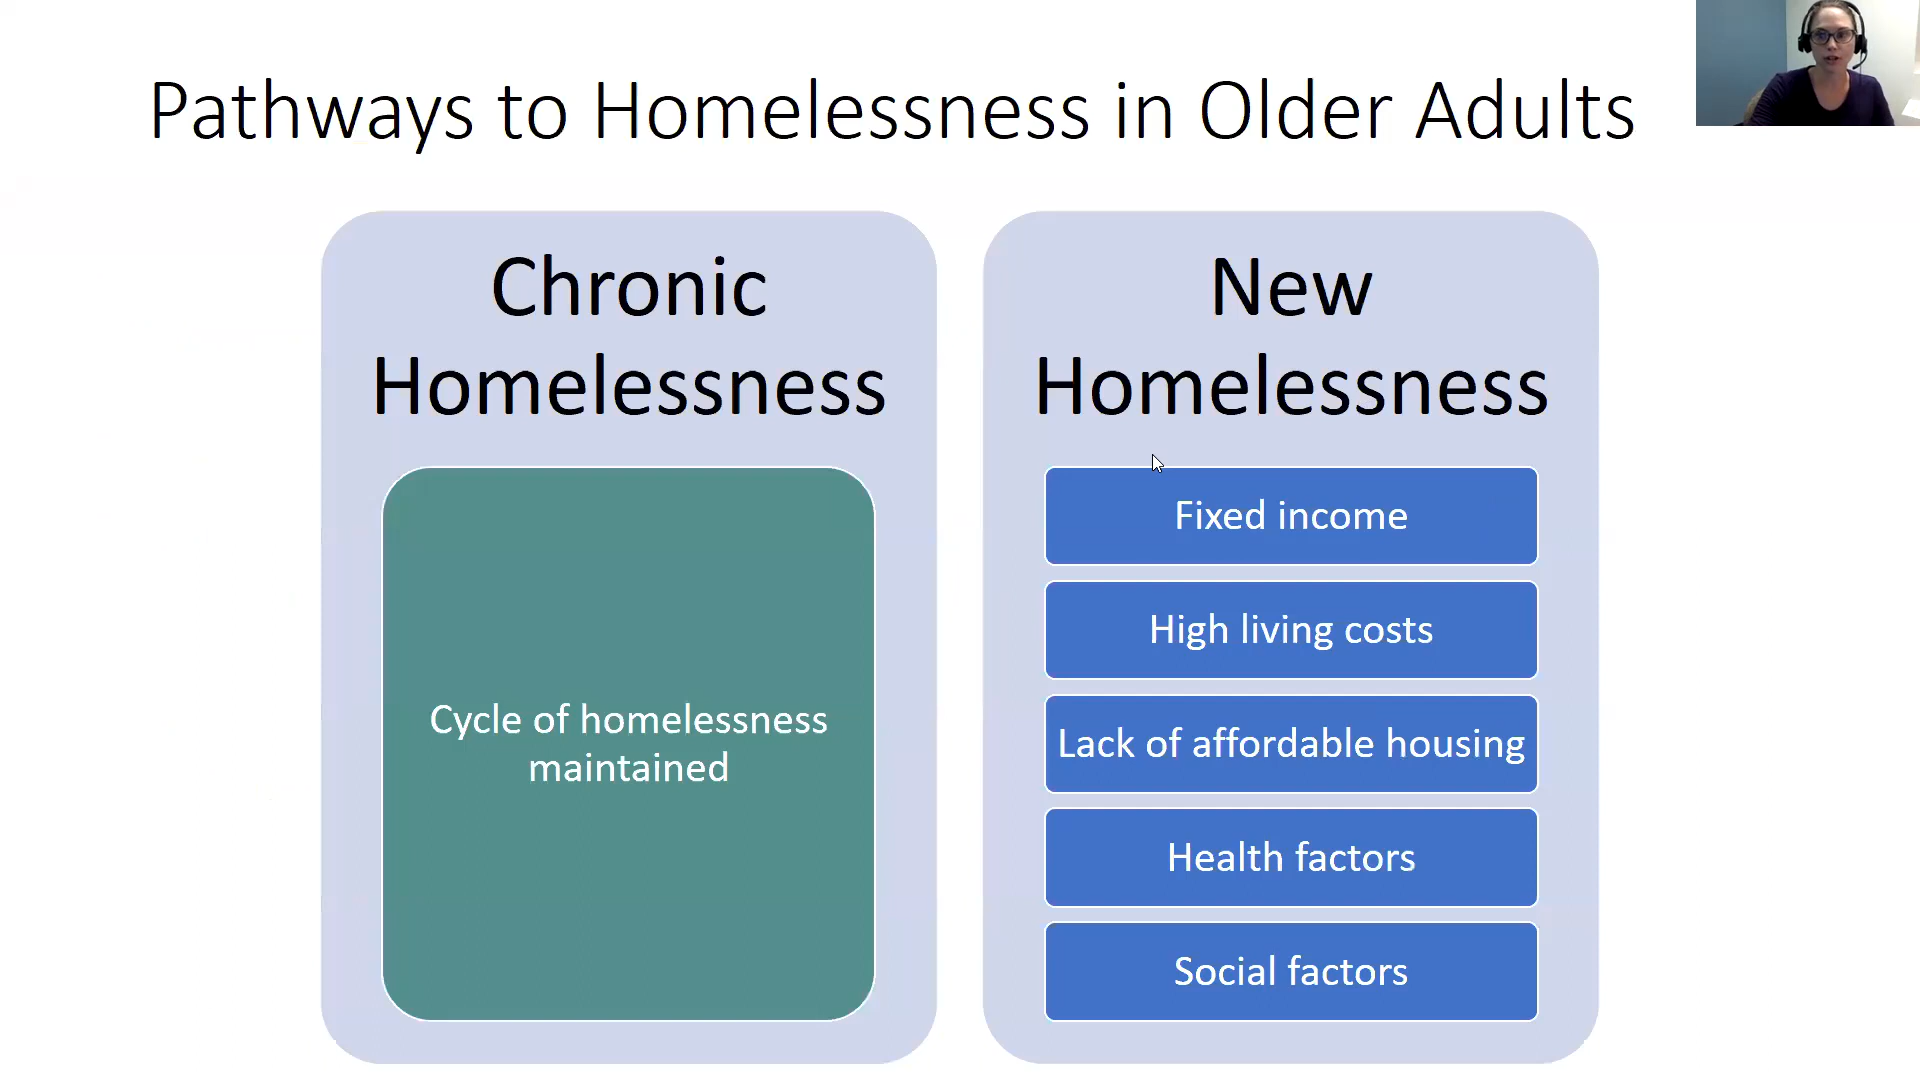 Pathways to Homelessness in Older Adults
Chronic
Homelessness
Cycle of homelessness
maintained
New
Homelessness
Fixed income
High living costs
Lack of affordable housing
Health factors
Social factors